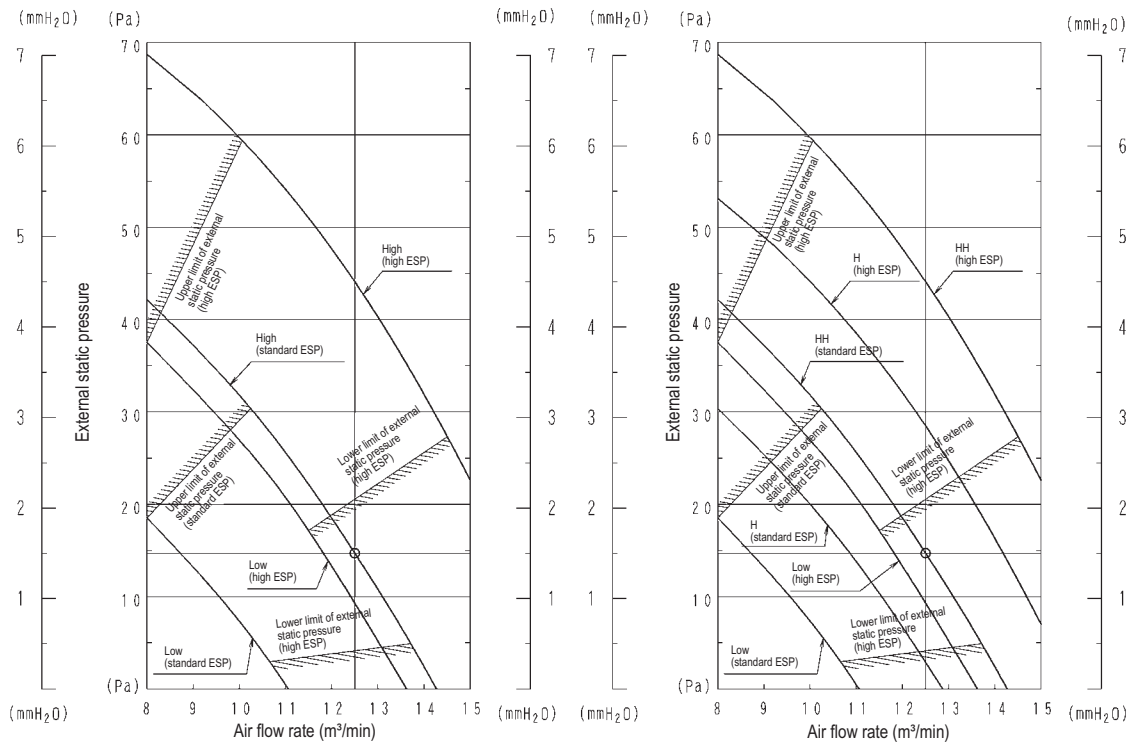 (mmH₂O)
(Pa)
(mmH₂O)
7
6
5
4
3
2
1
(mmH₂O)
External static pressure
70
60
50
40
30
20
10
(Pa)
Upper limit of external
static pressure
(high ESP)
High
(high ESP)
High
(standard ESP)
Upper limit of external
static pressure
(standard ESP)
Lower limit of external
static pressure
(high ESP)
Low
(high ESP)
Lower limit of external
static pressure
(high ESP)
Low
(standard ESP)
8 9 10 11 12 13 14 15
Air flow rate (m³/min)
7
6
5
4
3
2
1
(mmH₂O)
(mmH₂O)
(Pa)
(mmH₂O)
7
6
5
4
3
2
1
(mmH₂O)
External static pressure
70
60
50
40
30
20
10
(Pa)
Upper limit of external
static pressure
(high ESP)
H
(high ESP)
HH
(high ESP)
HH
(standard ESP)
Upper limit of external
static pressure
(standard ESP)
Lower limit of external
static pressure
(high ESP)
H
(standard ESP)
Low
(high ESP)
Lower limit of external
static pressure
(high ESP)
Low
(standard ESP)
8 9 10 11 12 13 14 15
Air flow rate (m³/min)
7
6
5
4
3
2
1
(mmH₂O)